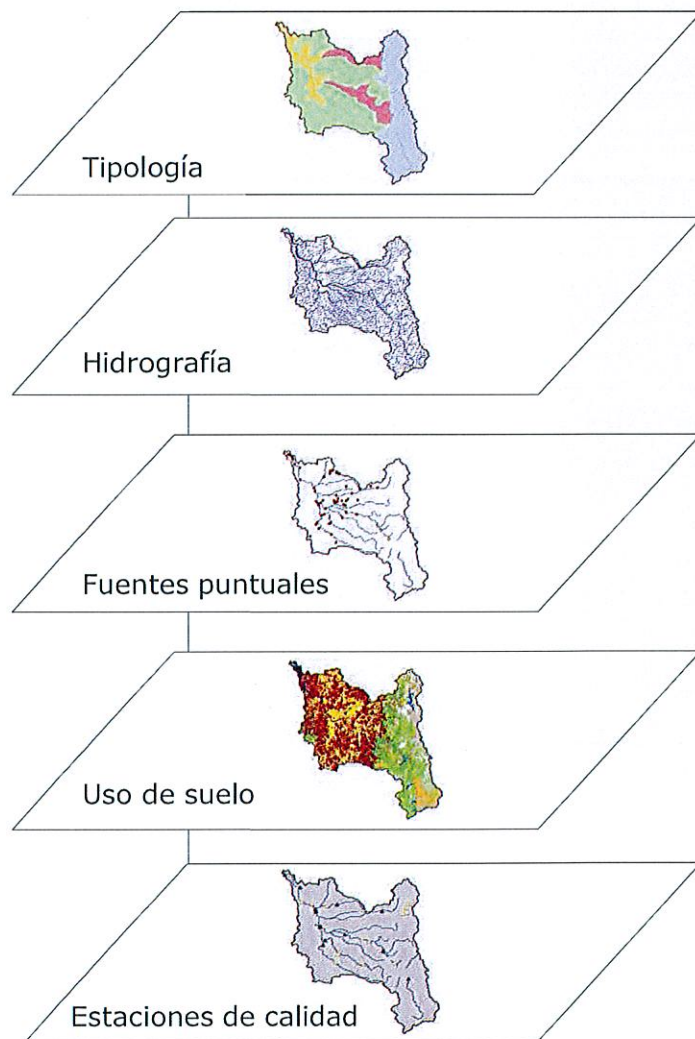 Tipología
Hidrografía
Fuentes puntuales
Uso de suelo
Estaciones de calidad